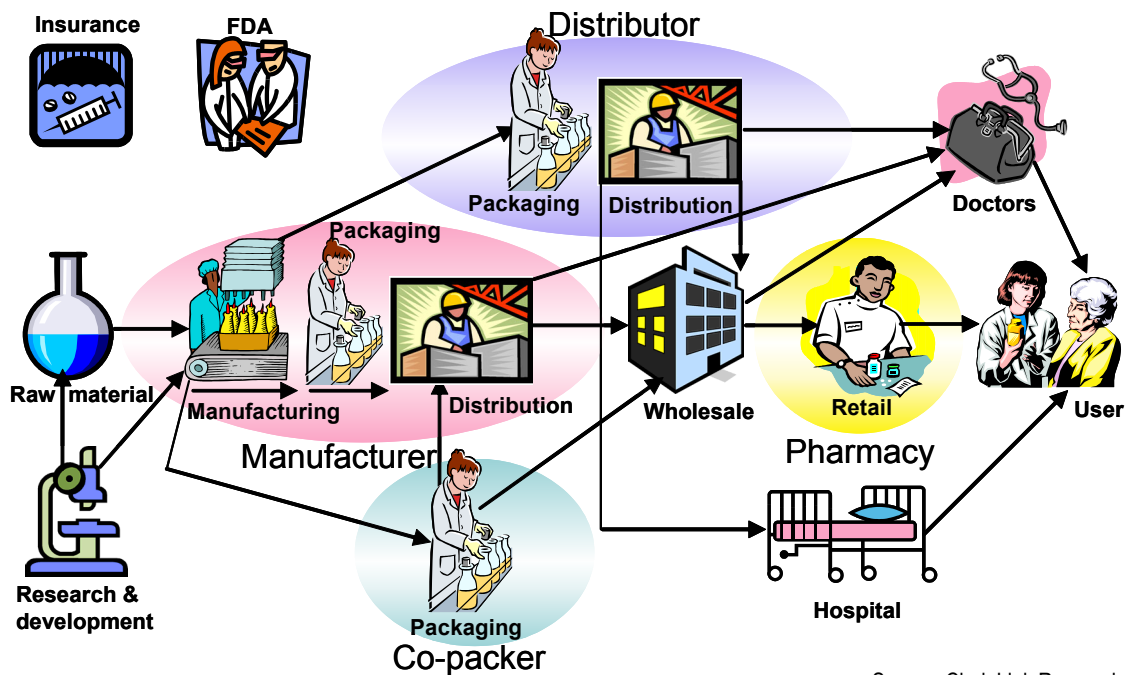 Insurance
FDA
Distributor
Packaging
Distribution
Doctors
Packaging
Raw material
Manufacturing
Distribution
Manufacturer
Wholesale
Retail
Pharmacy
User
Research &
development
Packaging
Co-packer
Hospital